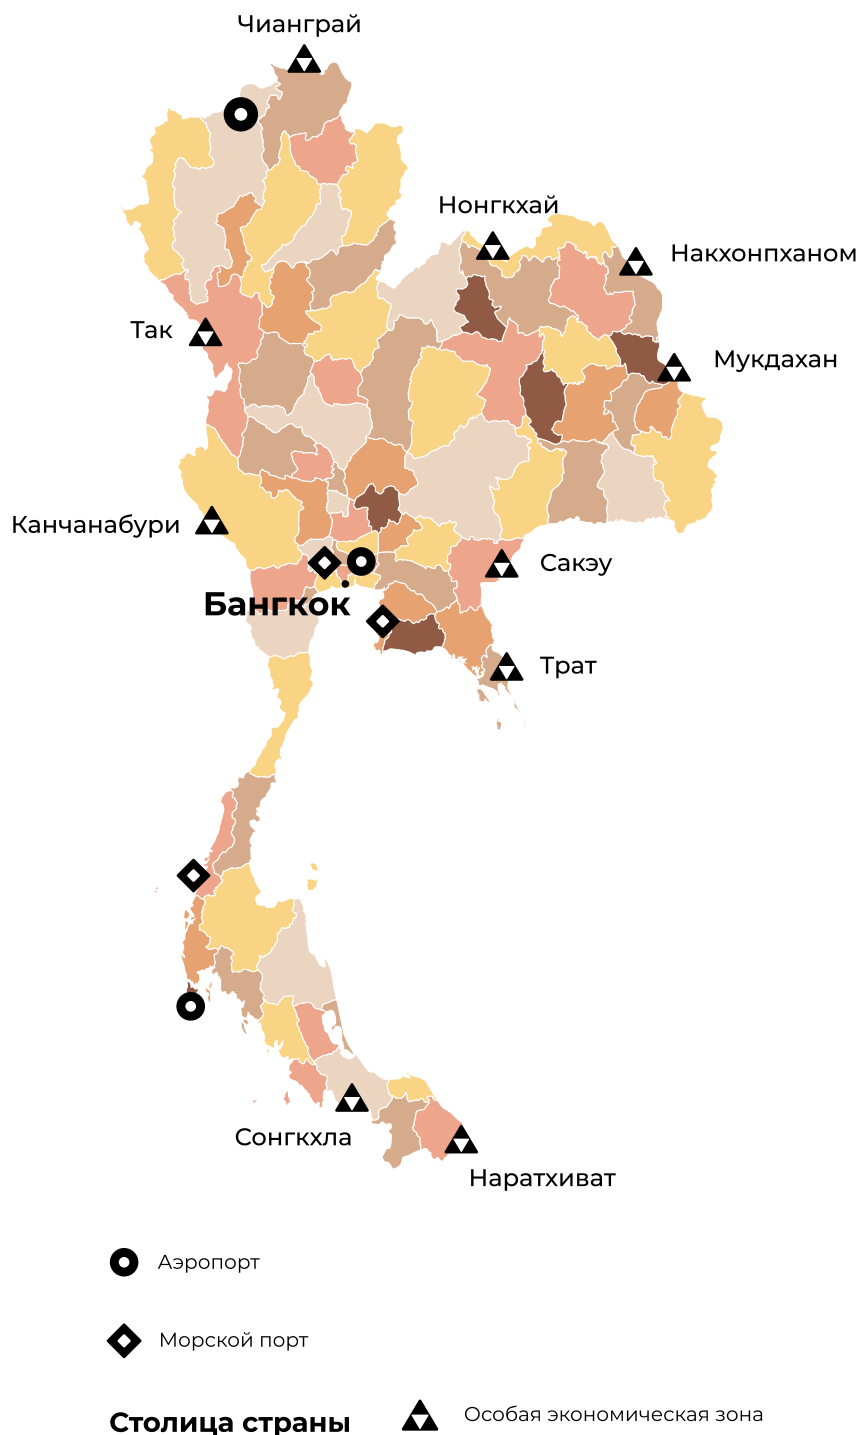 Чианграй
Нонгкхай
Накхонпханом
Так
Мукдахан
Канчанабури
Сакэу
Бангкок
Трат
Сонгкхла
Наратхиват
Аэропорт
Морской порт
Столица страны
Особая экономическая зона